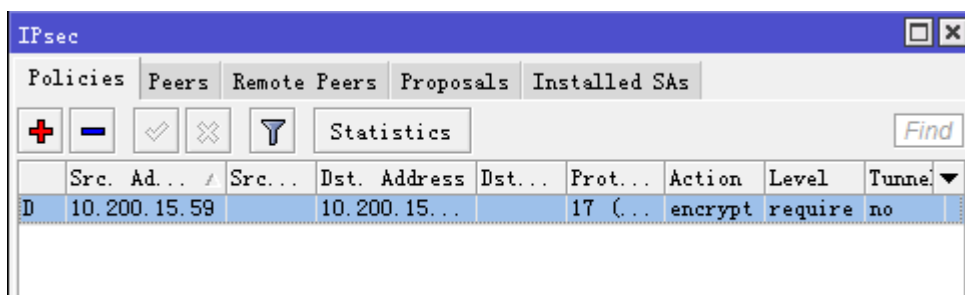 IPsec
Policies Peers Remote Peers Proposals Installed SAs
Statistics Find
Src. Ad... Src... Dst. Address Dst... Prot... Action Level Tunnel
D 10.200.15.59 10.200.15... 17 (... encrypt require no